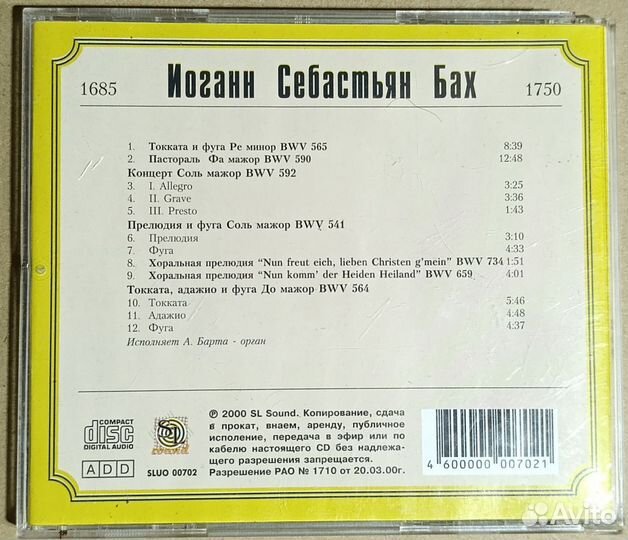 1685 Иоганн Себастьян Бах 1750
1. Токката и фуга Ре минор BWV 565 8:39
2. Пастораль Фа мажор BWV 590 12:48
Концерт Соль мажор BWV 592
3. I. Allegro 3:25
4. II. Grave 3:36
5. III. Presto 1:43
Прелюдия и фуга Соль мажор BWV 541
6. Прелюдия 3:10
7. Фуга 4:33
8. Хоральная прелюдия “Nun freut eich, lieben Christen g'mein” BWV 734 1:51
9. Хоральная прелюдия “Nun komm' der Heiden Heiland” BWV 659 4:01
Токката, адажио и фуга До мажор BWV 564
10. Токката 5:46
11. Адажио 4:48
12. Фуга 4:37
Исполняет А. Барта - орган
COMPACT
disc
DIGITAL AUDIO
A D D
sound
SLUO 00702
℗ 2000 SL Sound. Копирование, сдача
в прокат, внаем, аренду, публичное
исполение, передача в эфир или по
кабелю настоящего CD без надлежа-
щего разрешения запрещается.
Разрешение РАО № 1710 от 20.03.00г.
4 600000 007021
Avito